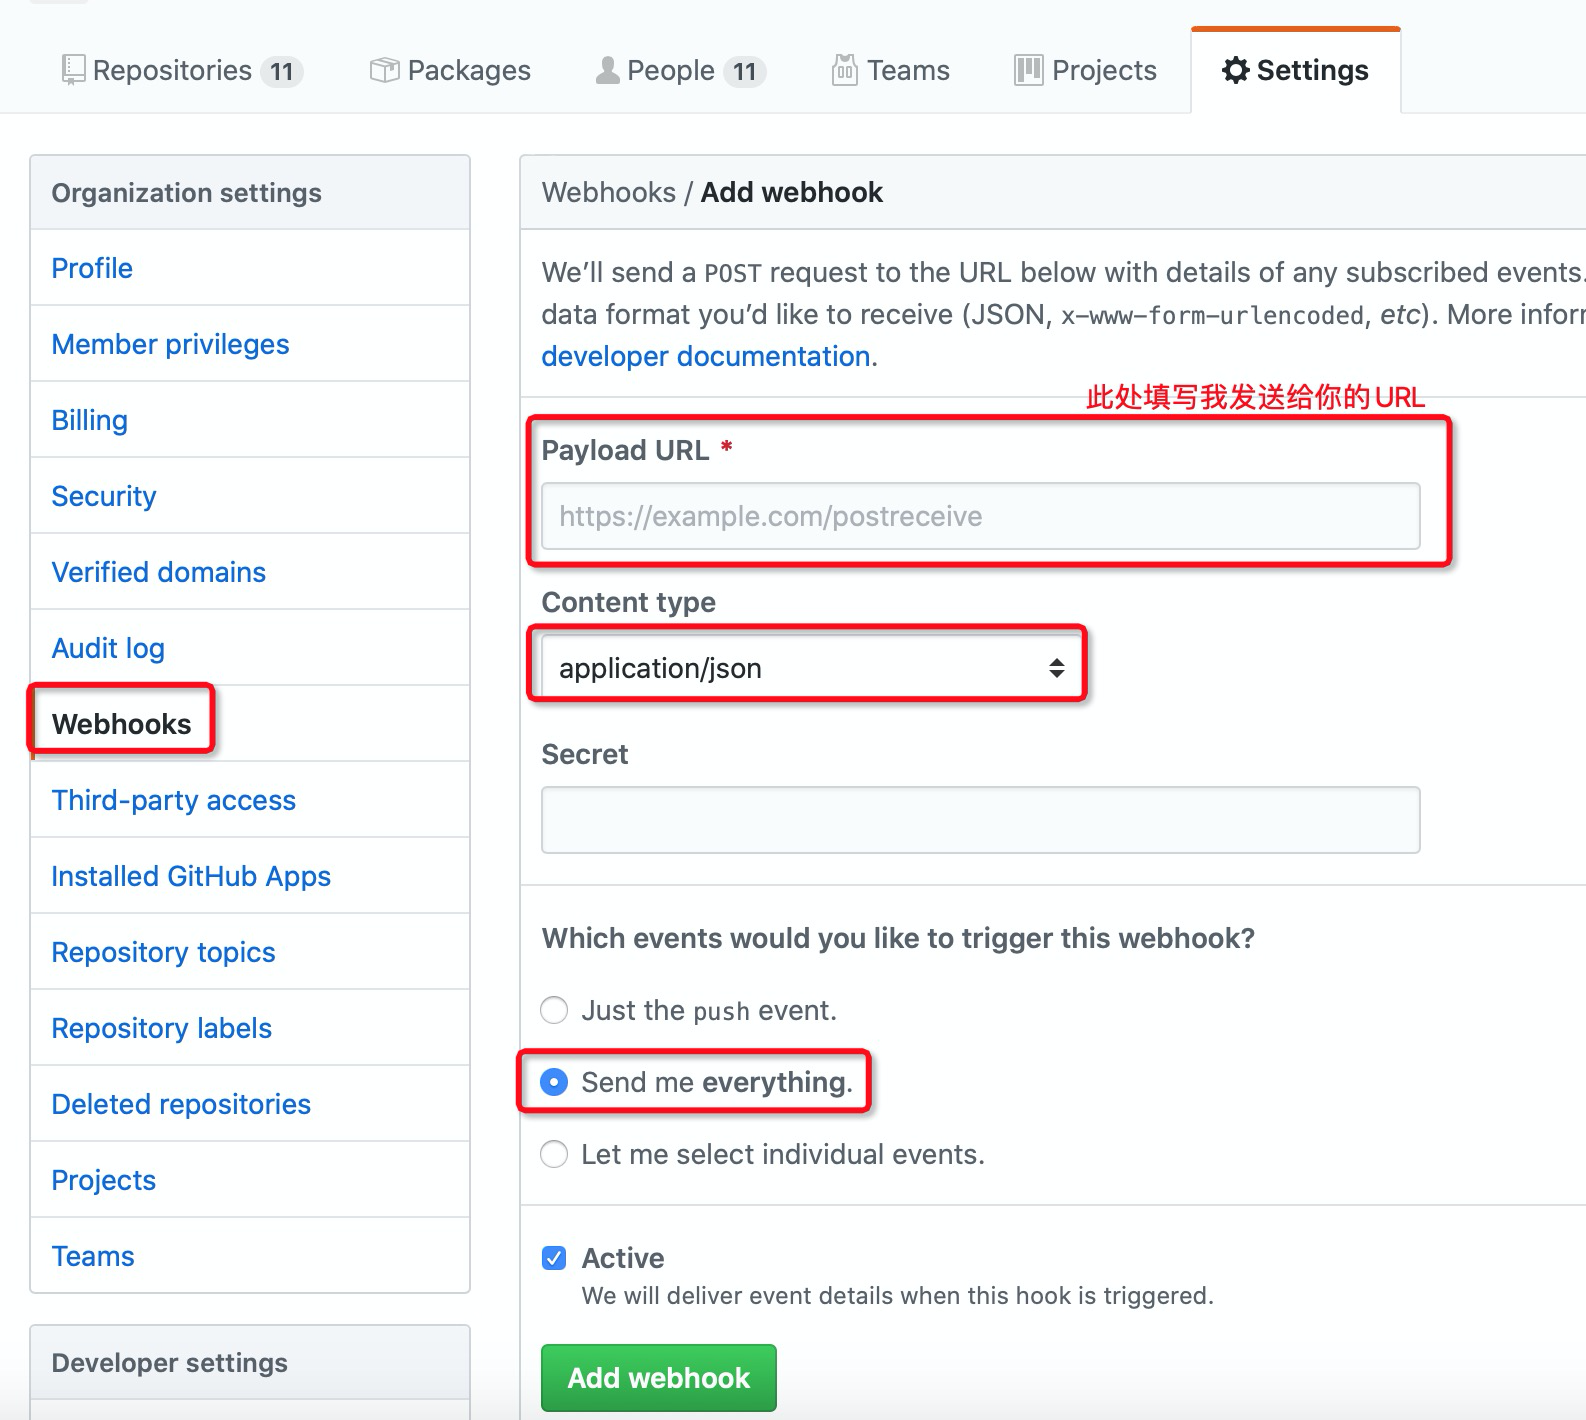 Repositories 11 Packages People 11 Teams Projects Settings
Organization settings
Profile
Member privileges
Billing
Security
Verified domains
Audit log
Webhooks
Third-party access
Installed GitHub Apps
Repository topics
Repository labels
Deleted repositories
Projects
Teams
Developer settings
Webhooks / Add webhook
We’ll send a POST request to the URL below with details of any subscribed events.
data format you’d like to receive (JSON, x-www-form-urlencoded, etc). More
developer documentation.
此处填写我发送给你的URL
Payload URL *
https://example.com/postreceive
Content type
application/json
Secret
Which events would you like to trigger this webhook?
Just the push event.
Send me everything.
Let me select individual events.
Active
We will deliver event details when this hook is triggered.
Add webhook